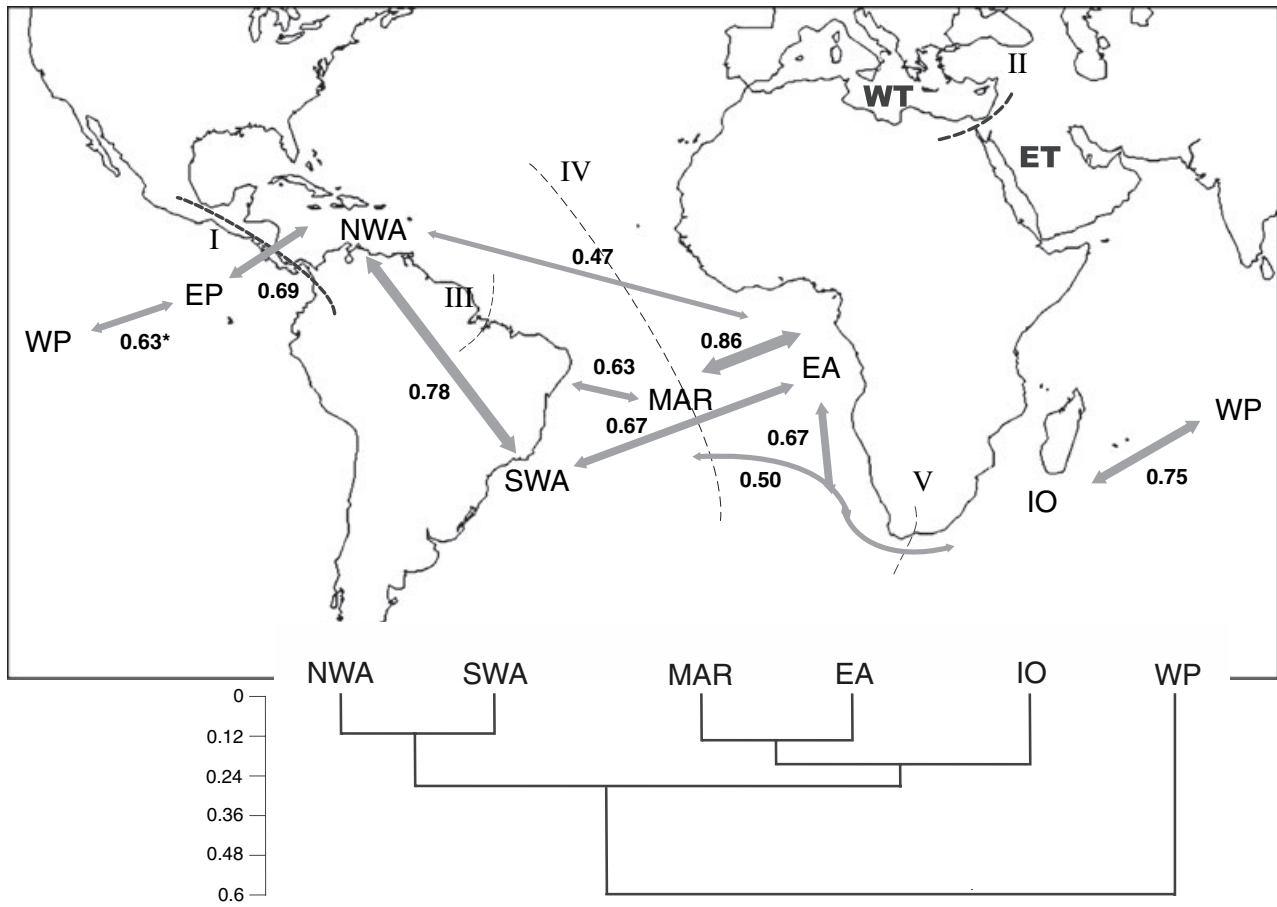 II
WT
ET
IV
NWA
I
0.47
EP
0.69
III
WP
0.63*
0.86
0.63
EA
0.78
MAR
WP
0.67
0.67
SWA
0.50
V
0.75
IO
NWA SWA MAR EA IO WP
0
0.12
0.24
0.36
0.48
0.6